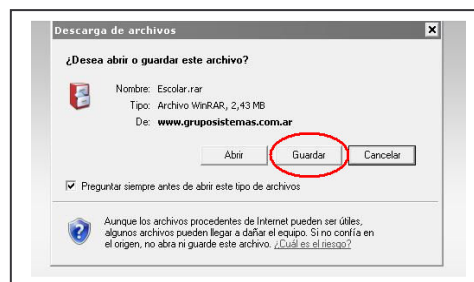 Descarga de archivos
¿Desea abrir o guardar este archivo?
Nombre: Escolar.rar
Tipo: Archivo WinRAR, 2,43 MB
De: www.gruposistemas.com.ar
Abrir Guardar Cancelar
Preguntar siempre antes de abrir este tipo de archivos
Aunque los archivos procedentes de Internet pueden ser útiles,
algunos archivos pueden llegar a dañar el equipo. Si no confía en
el origen, no abra ni guarde este archivo. ¿Cuál es el riesgo?